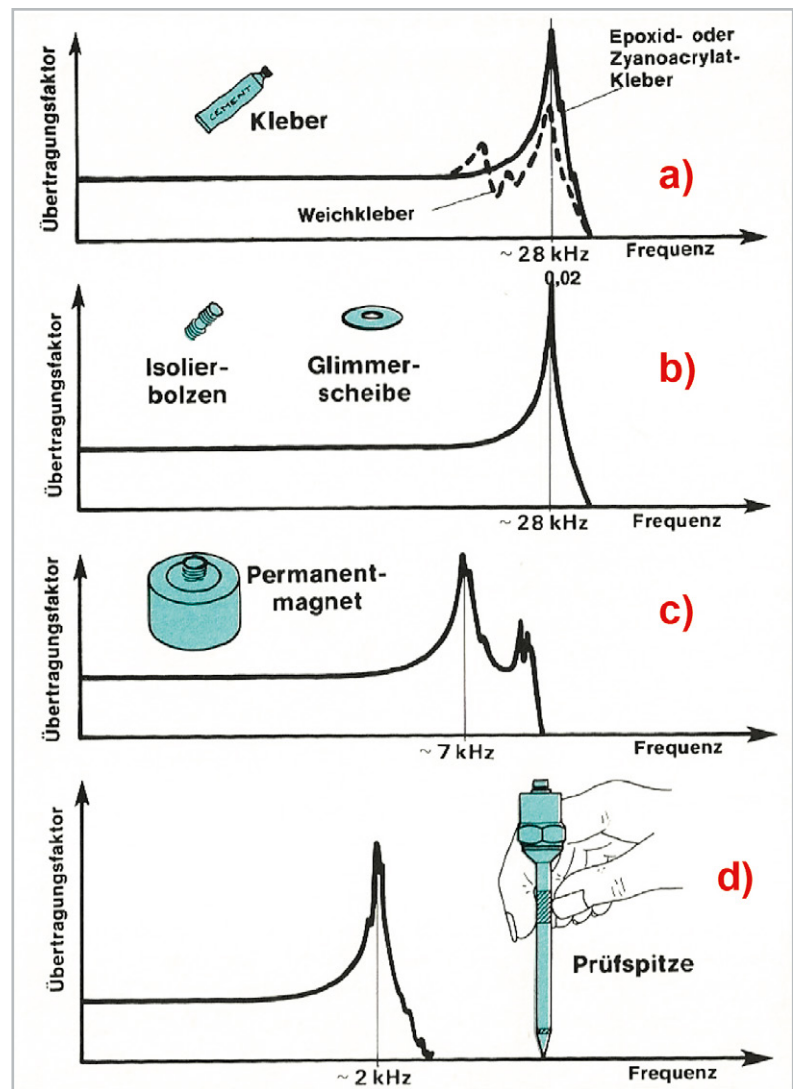 Übertragungsfaktor
CEMENT
Kleber
Epoxid- oder
Zyanoacrylat-
Kleber
a)
Weichkleber
~ 28 kHz
Frequenz
0,02
Übertragungsfaktor
Isolier-
bolzen
Glimmer-
scheibe
b)
~ 28 kHz
Frequenz
Übertragungsfaktor
Permanent-
magnet
c)
~ 7 kHz
Frequenz
Übertragungsfaktor
d)
Prüfspitze
~ 2 kHz
Frequenz